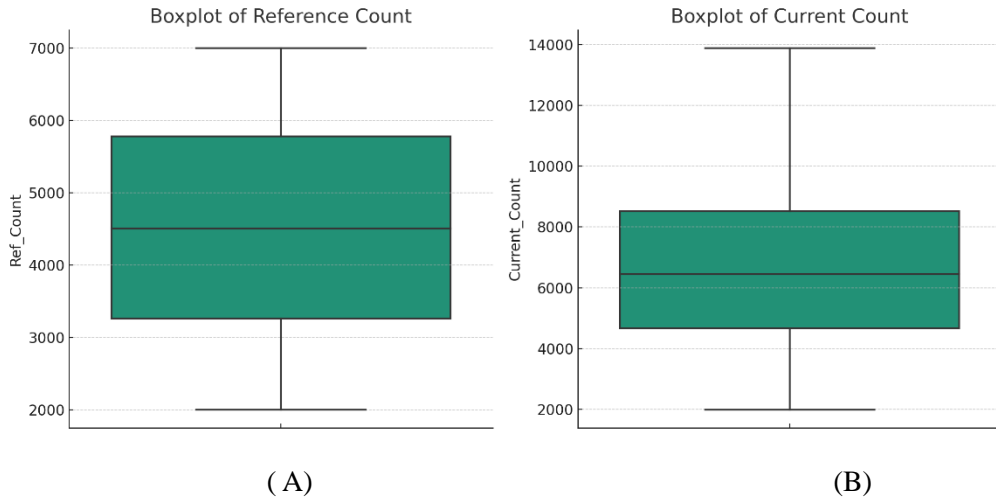 Boxplot of Reference Count
7000
6000
5000
4000
3000
2000
Ref_Count
Boxplot of Current Count
14000
12000
10000
8000
6000
4000
2000
Current_Count
( A)
(B)